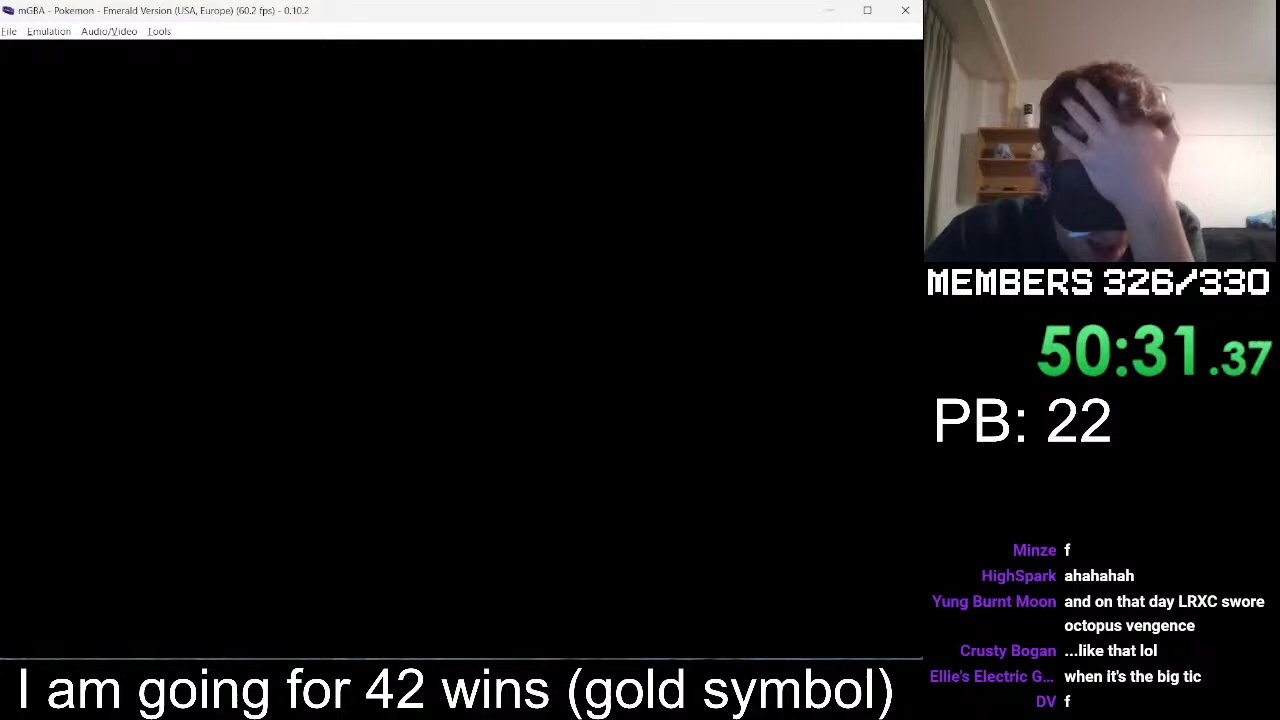 mGBA - Pokemon - Emerald Version (USA, Europe) (60.2 fps) - 0.10.2
File Emulation Audio/Video Tools
MEMBERS 326/330
50:31.37
PB: 22
Minze f
HighSpark ahahahah
Yung Burnt Moon and on that day LRXC swore
octopus vengence
Crusty Bogan ...like that lol
Ellie's Electric G... when it's the big tic
DV f
I am going for 42 wins (gold symbol)